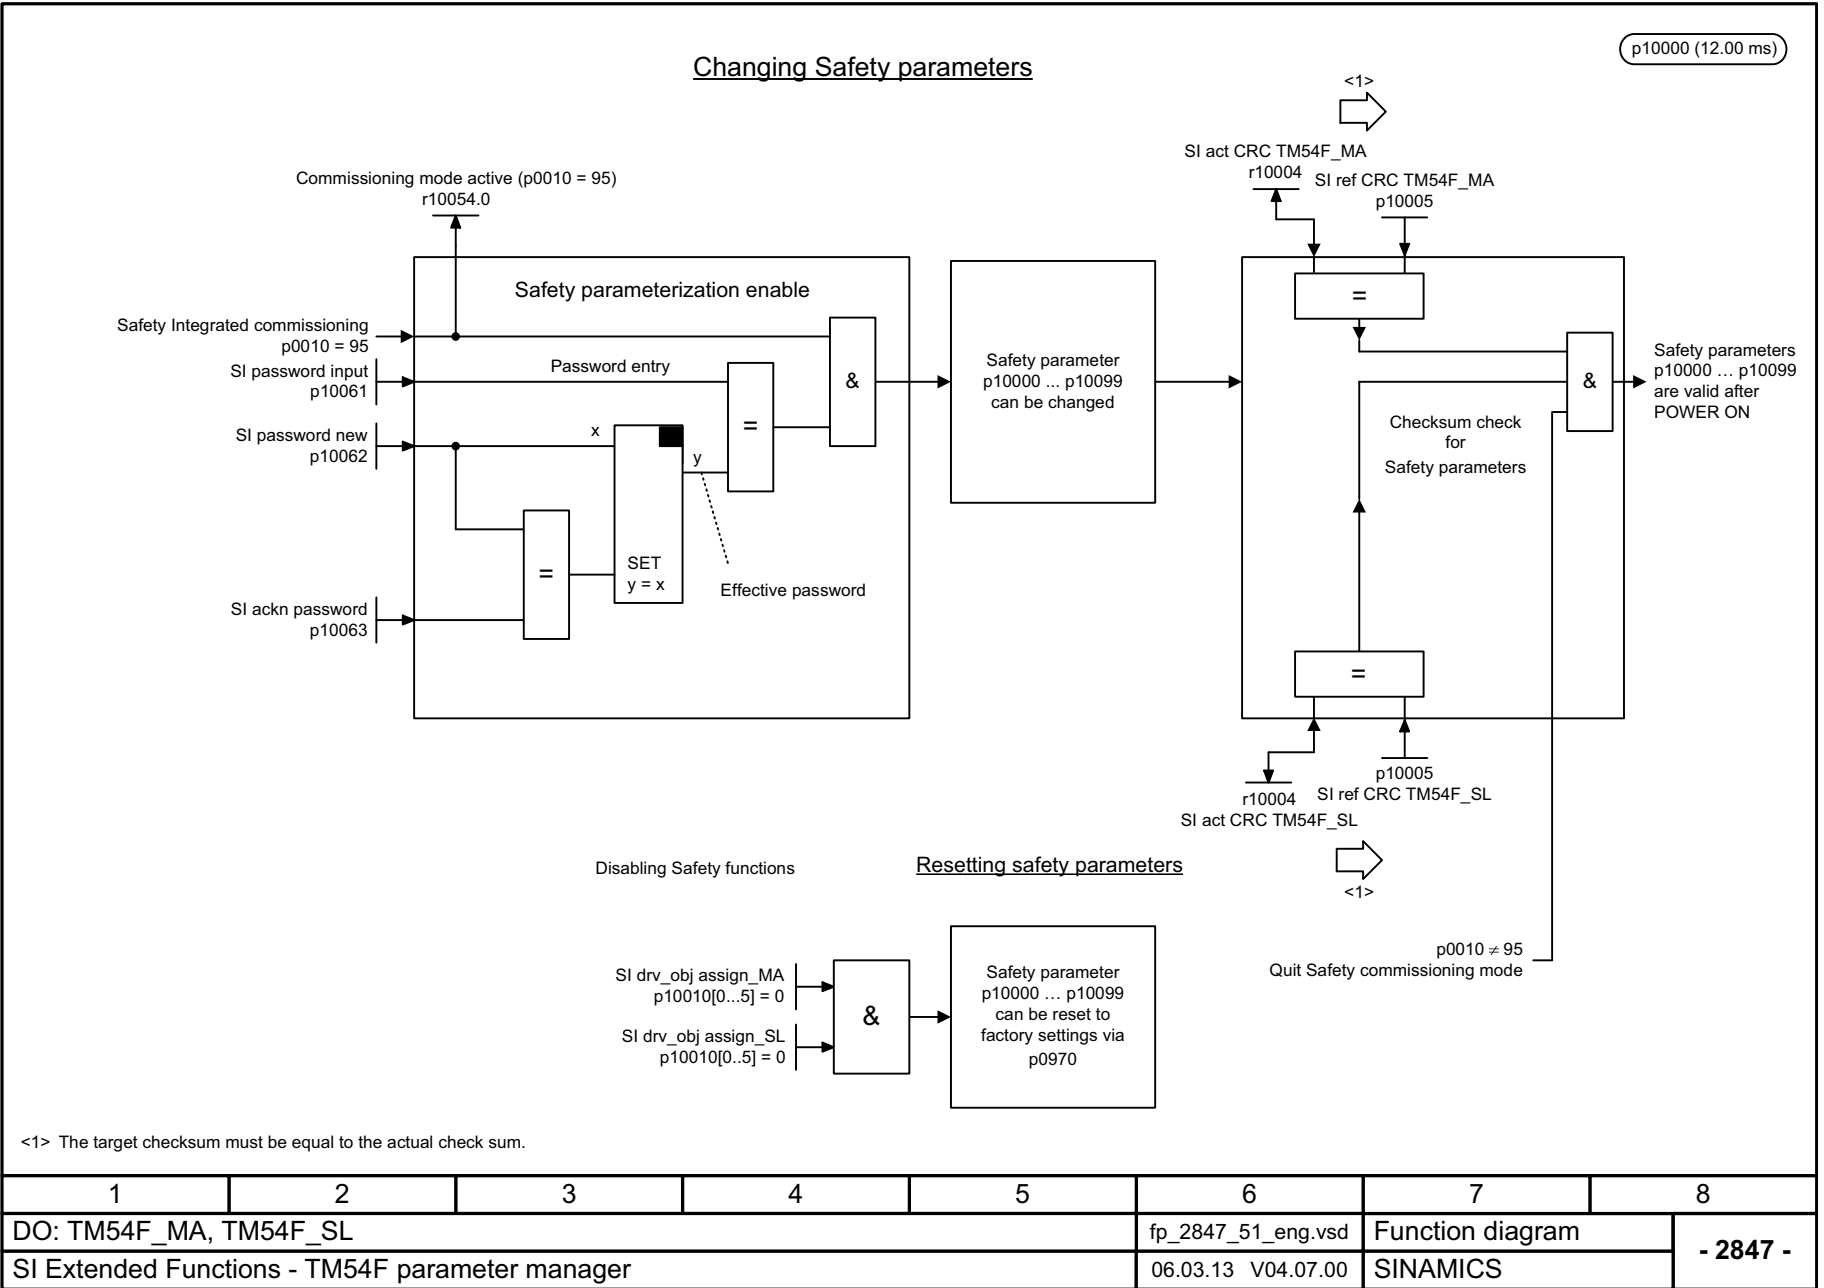 p10000 (12.00 ms)
Changing Safety parameters
<1>
SI act CRC TM54F_MA
r10004
SI ref CRC TM54F_MA
p10005
Commissioning mode active (p0010 = 95)
r10054.0
Safety parameterization enable
Safety Integrated commissioning
p0010 = 95
SI password input
p10061
Password entry
SI password new
p10062
x
y
=
&
SET
y = x
=
Effective password
SI ackn password
p10063
Safety parameter
p10000 ... p10099
can be changed
=
&
Checksum check
for
Safety parameters
=
Safety parameters
p10000 … p10099
are valid after
POWER ON
p10005
SI ref CRC TM54F_SL
r10004
SI act CRC TM54F_SL
<1>
p0010 ≠ 95
Quit Safety commissioning mode
Disabling Safety functions
Resetting safety parameters
SI drv_obj assign_MA
p10010[0...5] = 0
SI drv_obj assign_SL
p10010[0..5] = 0
&
Safety parameter
p10000 … p10099
can be reset to
factory settings via
p0970
<1> The target checksum must be equal to the actual check sum.
1 2 3 4 5 6 7 8
DO: TM54F_MA, TM54F_SL
fp_2847_51_eng.vsd
Function diagram
- 2847 -
SI Extended Functions - TM54F parameter manager
06.03.13 V04.07.00
SINAMICS